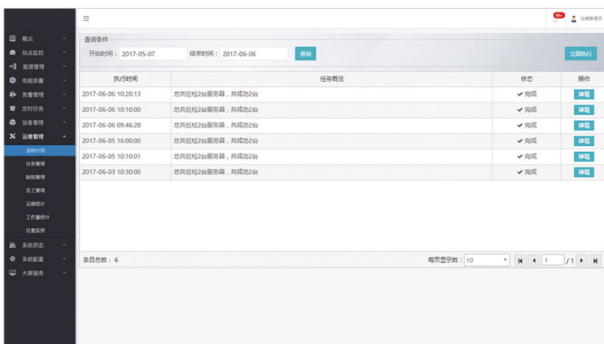 99+
运维管理员
概况
站点监控
能源管理
电能质量
告警管理
定时任务
设备管理
运维管理
巡检计划
任务管理
缺陷管理
员工管理
运维统计
工作量统计
位置监控
系统状态
系统配置
大屏服务
查询条件
开始时间： 2017-05-07 结束时间： 2017-06-06 查询 立即执行
执行时间 任务概览 状态 操作
2017-06-06 10:20:13 总共巡检2台服务器，共成功2台 完成 详情
2017-06-06 10:10:00 总共巡检2台服务器，共成功2台 完成 详情
2017-06-06 09:46:28 总共巡检2台服务器，共成功2台 完成 详情
2017-06-05 16:00:00 总共巡检2台服务器，共成功2台 完成 详情
2017-06-05 10:10:01 总共巡检2台服务器，共成功2台 完成 详情
2017-06-03 10:30:00 总共巡检2台服务器，共成功2台 完成 详情
条目总数： 6 每页显示数： 10 1 / 1